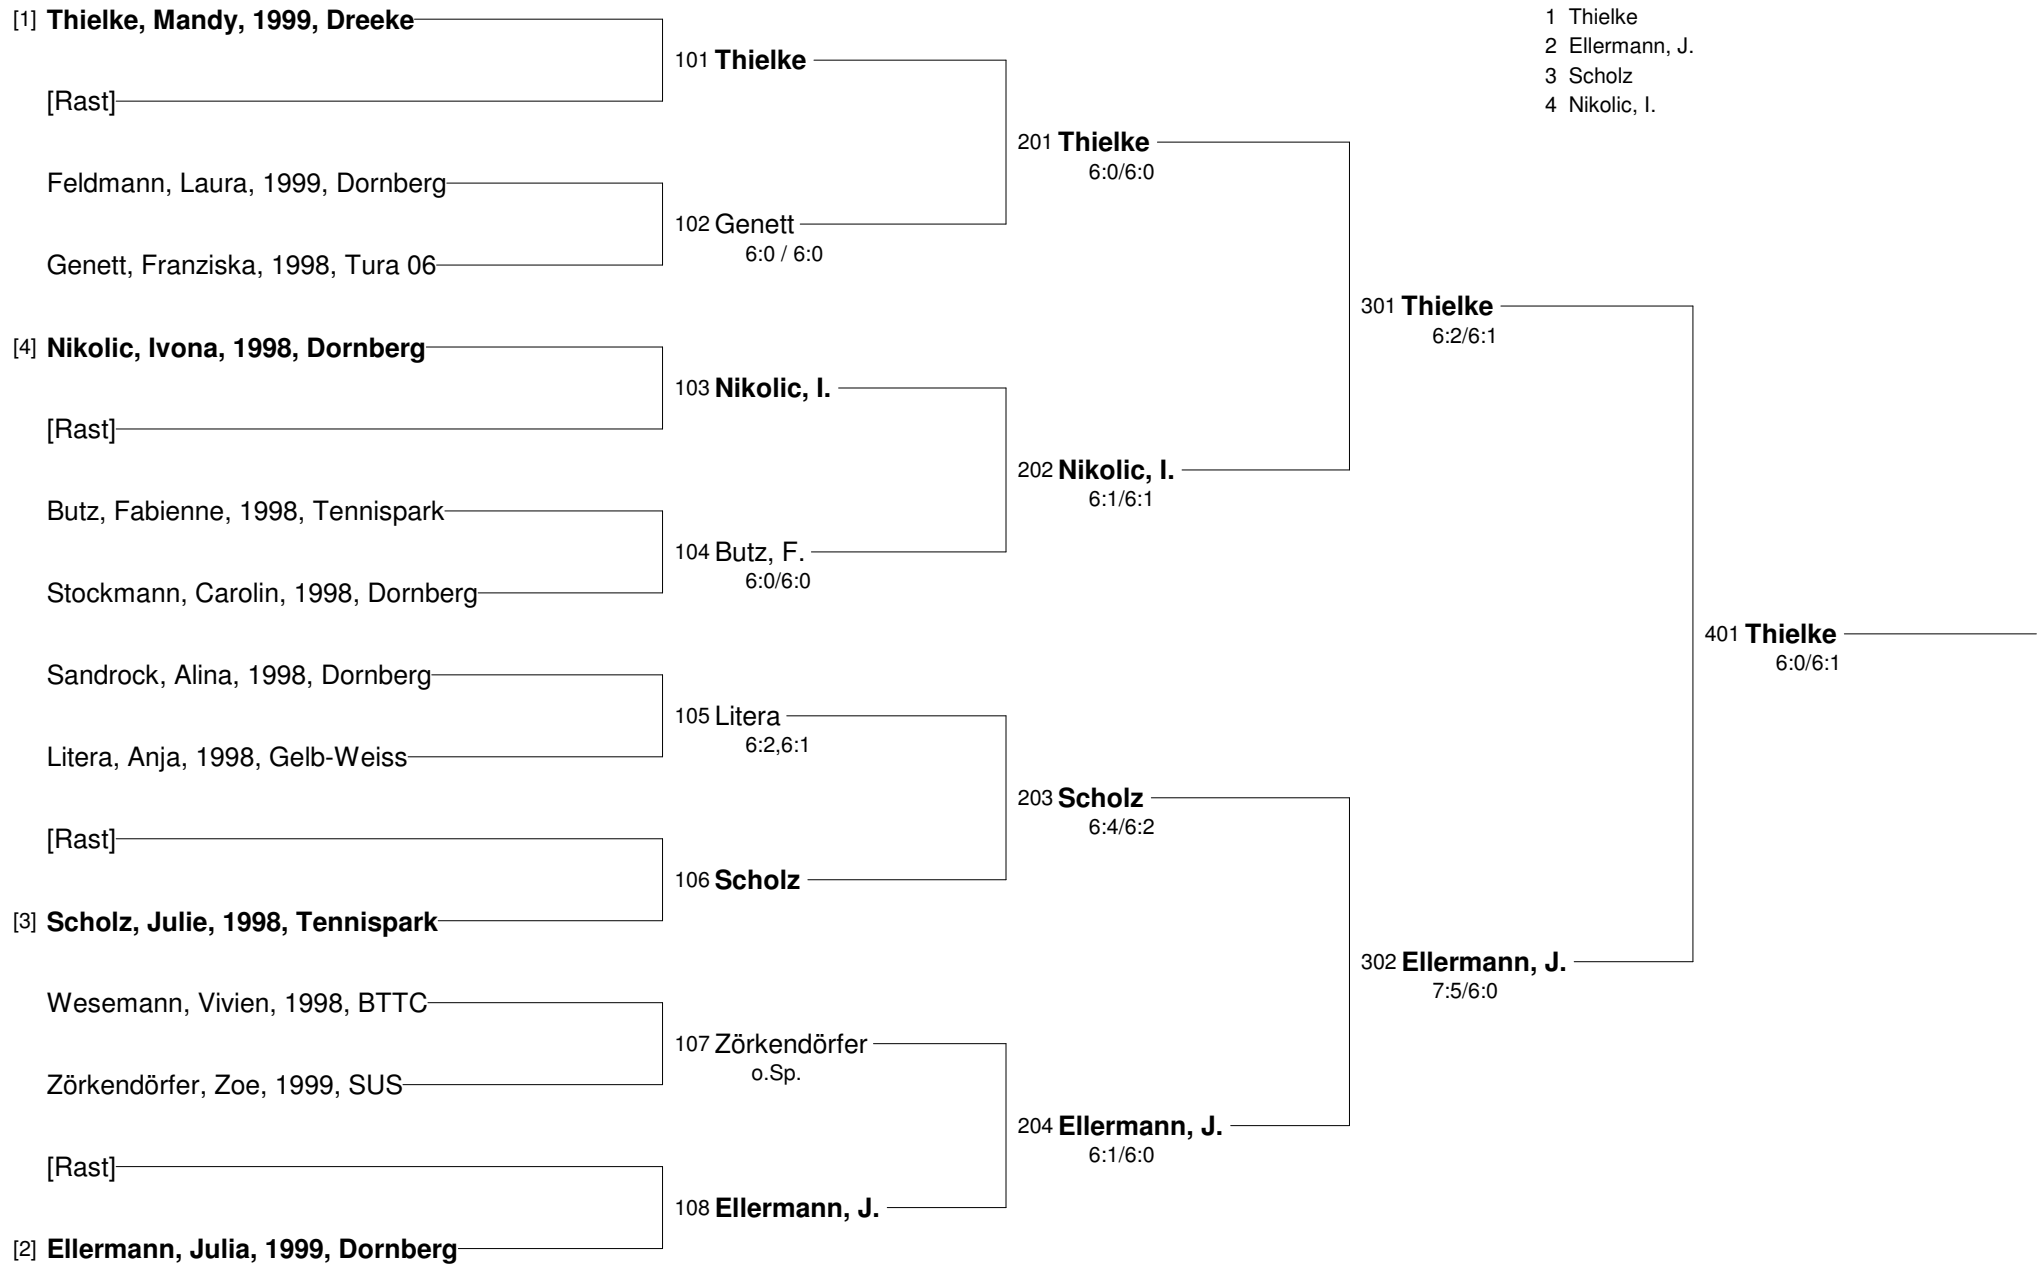 [1] Thielke, Mandy, 1999, Dreeke
[Rast]
Feldmann, Laura, 1999, Dornberg
Genett, Franziska, 1998, Tura 06
[4] Nikolic, Ivona, 1998, Dornberg
[Rast]
Butz, Fabienne, 1998, Tennispark
Stockmann, Carolin, 1998, Dornberg
Sandrock, Alina, 1998, Dornberg
Litera, Anja, 1998, Gelb-Weiss
[Rast]
[3] Scholz, Julie, 1998, Tennispark
Wesemann, Vivien, 1998, BTTC
Zörkendörfer, Zoe, 1999, SUS
[Rast]
[2] Ellermann, Julia, 1999, Dornberg
101 Thielke
102 Genett
6:0 / 6:0
103 Nikolic, I.
104 Butz, F.
6:0/6:0
105 Litera
6:2,6:1
106 Scholz
107 Zörkendörfer
o.Sp.
108 Ellermann, J.
201 Thielke
6:0/6:0
202 Nikolic, I.
6:1/6:1
203 Scholz
6:4/6:2
204 Ellermann, J.
6:1/6:0
301 Thielke
6:2/6:1
302 Ellermann, J.
7:5/6:0
401 Thielke
6:0/6:1
1 Thielke
2 Ellermann, J.
3 Scholz
4 Nikolic, I.